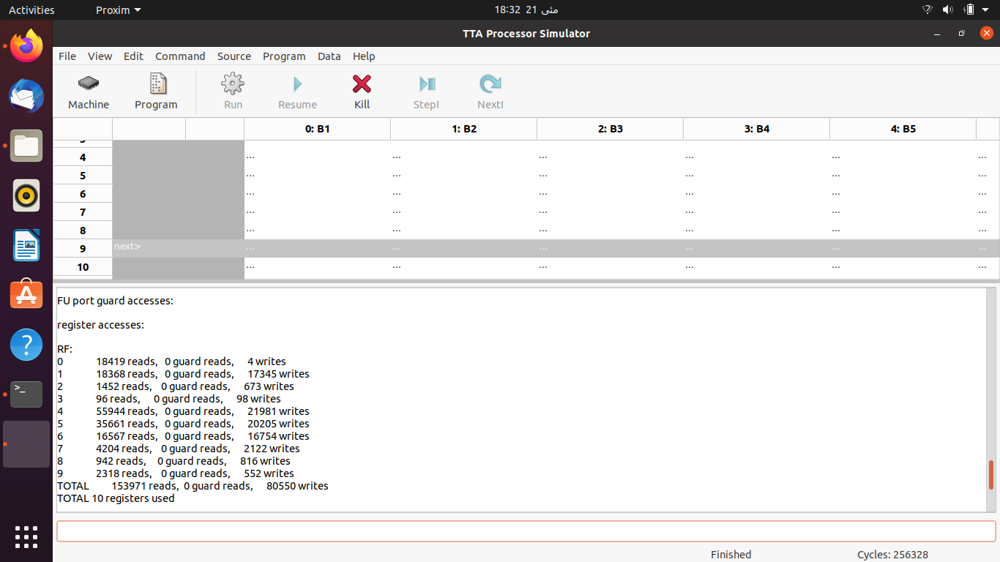 Activities Proxim 18:32 21 مئی
TTA Processor Simulator
File View Edit Command Source Program Data Help
Machine Program Run Resume Kill StepI NextI
0: B1 1: B2 2: B3 3: B4 4: B5
4 ... ... ... ... ... ...
5 ... ... ... ... ... ...
6 ... ... ... ... ... ...
7 ... ... ... ... ... ...
8 ... ... ... ... ... ...
9 next> ... ... ... ... ... ...
10 ... ... ... ... ... ...
FU port guard accesses:
register accesses:
RF:
0 18419 reads, 0 guard reads, 4 writes
1 18368 reads, 0 guard reads, 17345 writes
2 1452 reads, 0 guard reads, 673 writes
3 96 reads, 0 guard reads, 98 writes
4 55944 reads, 0 guard reads, 21981 writes
5 35661 reads, 0 guard reads, 20205 writes
6 16567 reads, 0 guard reads, 16754 writes
7 4204 reads, 0 guard reads, 2122 writes
8 942 reads, 0 guard reads, 816 writes
9 2318 reads, 0 guard reads, 552 writes
TOTAL 153971 reads, 0 guard reads, 80550 writes
TOTAL 10 registers used
Finished Cycles: 256328